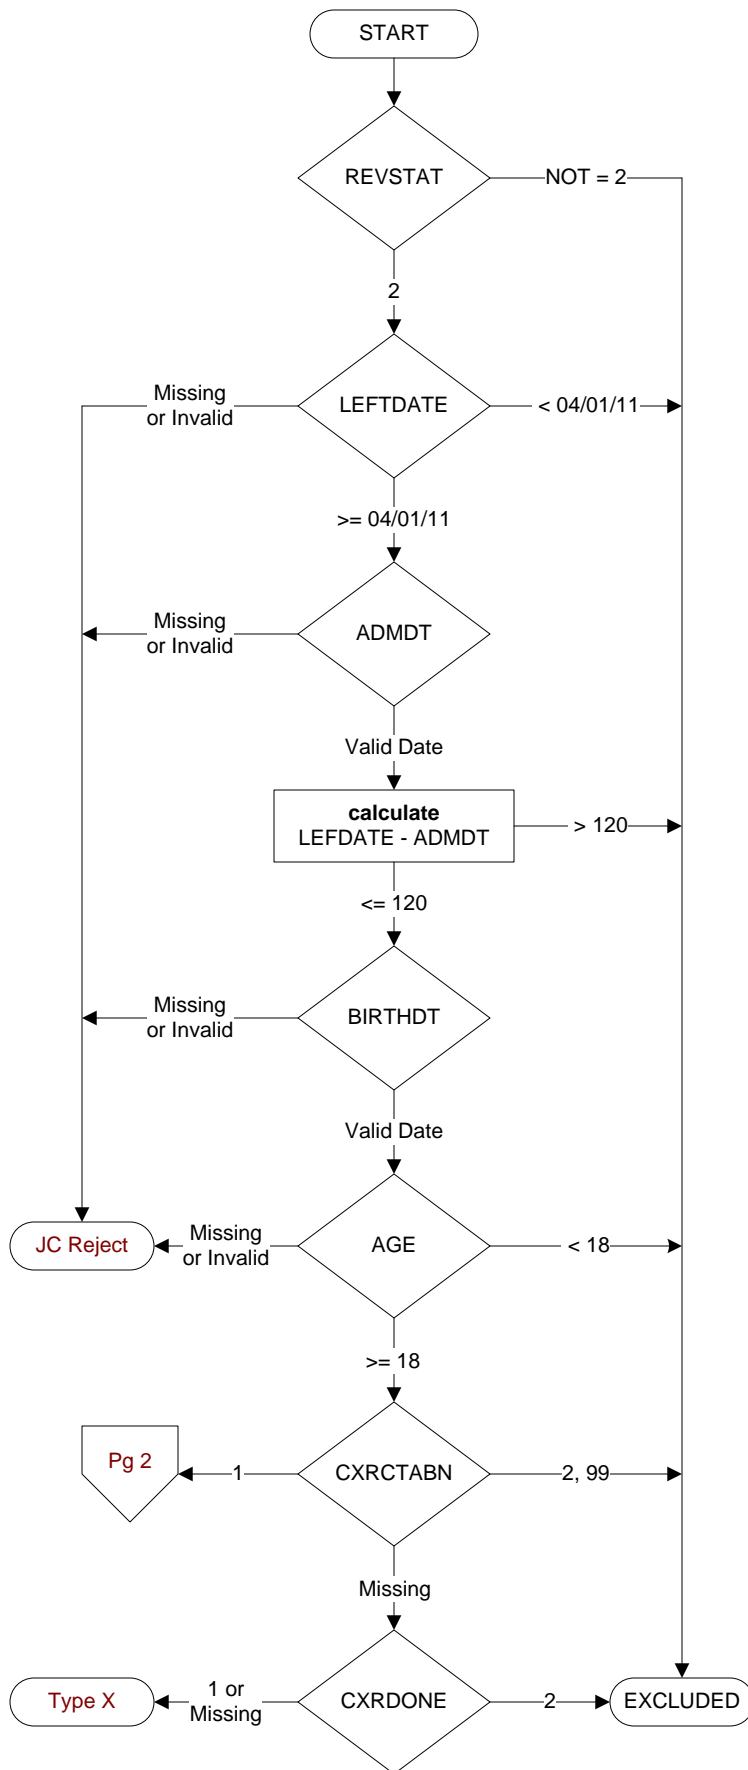 START
REVSTAT
NOT = 2
2
Missing
or Invalid
LEFTDATE
< 04/01/11
>= 04/01/11
Missing
or Invalid
ADMDT
Valid Date
calculate
LEFDATE - ADMDT
> 120
<= 120
Missing
or Invalid
BIRTHDT
Valid Date
JC Reject
Missing
or Invalid
AGE
< 18
>= 18
Pg 2
1
CXRCTABN
2, 99
Missing
Type X
1 or
Missing
CXRDONE
2
EXCLUDED